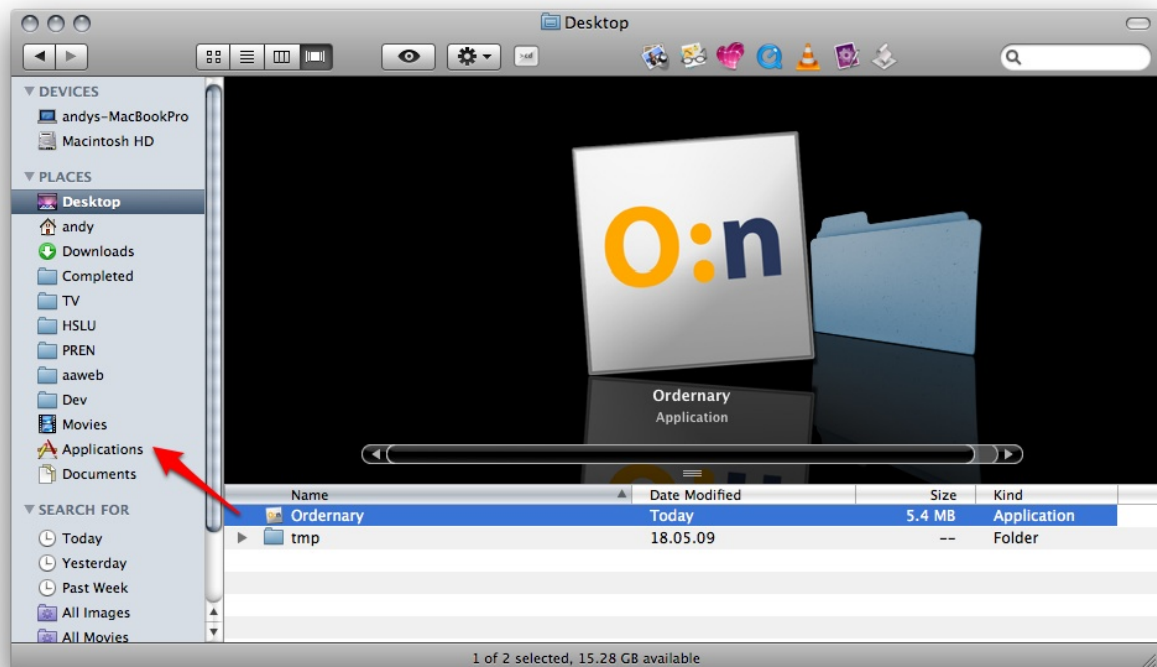 Desktop
DEVICES
andys-MacBookPro
Macintosh HD
PLACES
Desktop
andy
Downloads
Completed
TV
HSLU
PREN
aaweb
Dev
Movies
Applications
Documents
SEARCH FOR
Today
Yesterday
Past Week
All Images
All Movies
O:n
Ordernary
Application
Name Date Modified Size Kind
Ordernary Today 5.4 MB Application
tmp 18.05.09 -- Folder
1 of 2 selected, 15.28 GB available